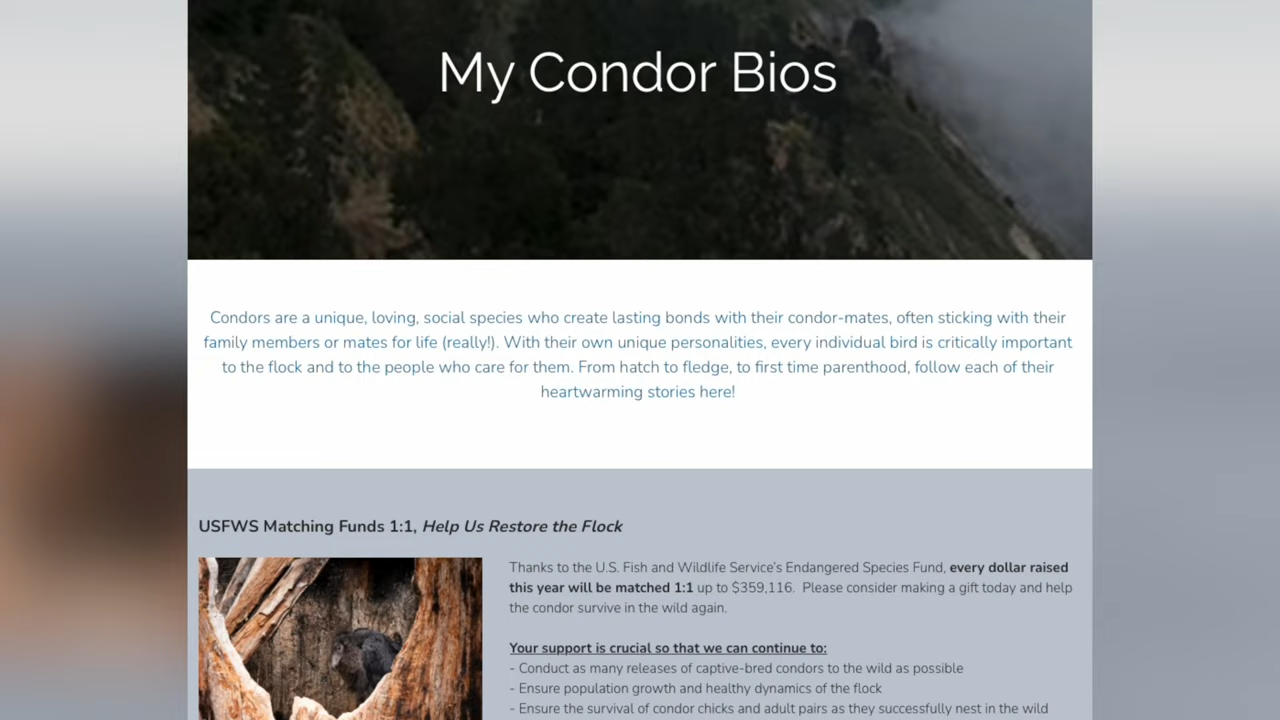 My Condor Bios
Condors are a unique, loving, social species who create lasting bonds with their condor-mates, often sticking with their
family members or mates for life (really!). With their own unique personalities, every individual bird is critically important
to the flock and to the people who care for them. From hatch to fledge, to first time parenthood, follow each of their
heartwarming stories here!
USFWS Matching Funds 1:1, Help Us Restore the Flock
Thanks to the U.S. Fish and Wildlife Service's Endangered Species Fund, every dollar raised
this year will be matched 1:1 up to $359,116. Please consider making a gift today and help
the condor survive in the wild again.
Your support is crucial so that we can continue to:
- Conduct as many releases of captive-bred condors to the wild as possible
- Ensure population growth and healthy dynamics of the flock
- Ensure the survival of condor chicks and adult pairs as they successfully nest in the wild